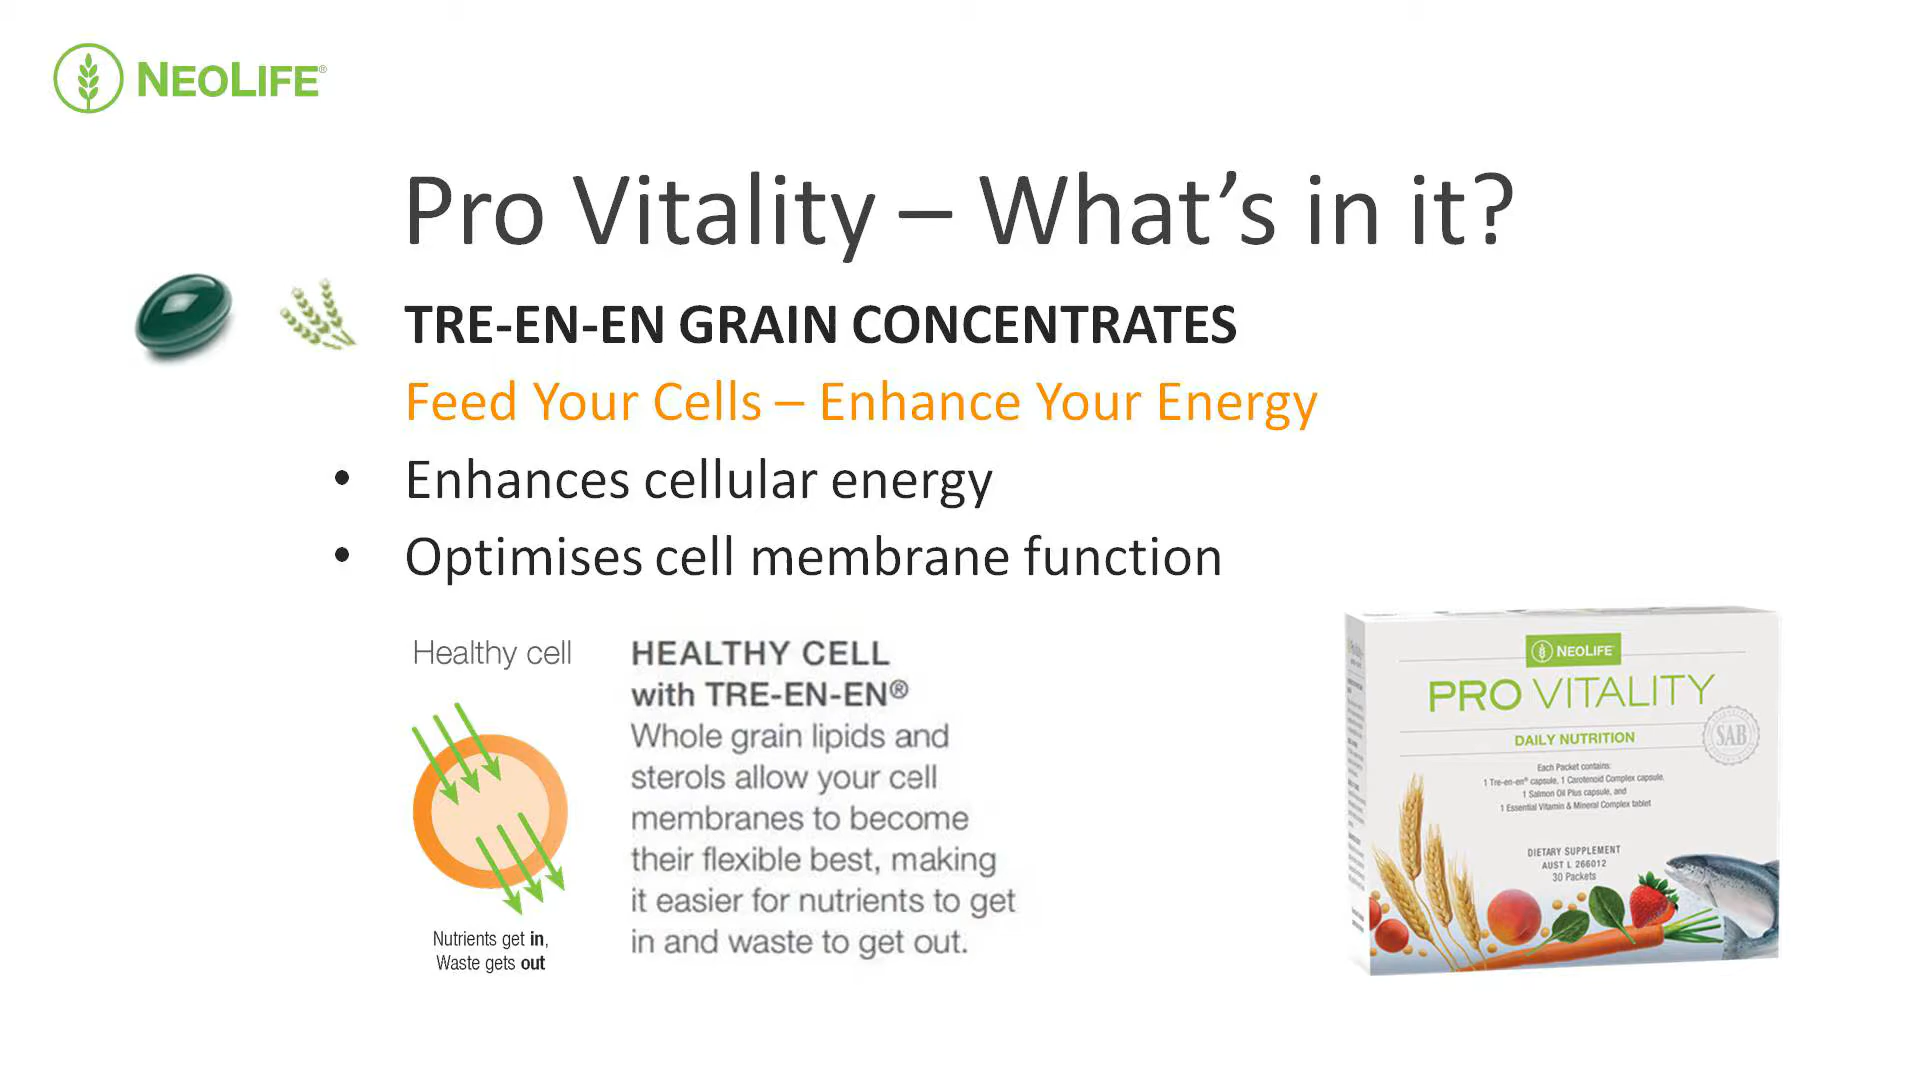 NEOLIFE®
Pro Vitality – What's in it?
TRE-EN-EN GRAIN CONCENTRATES
Feed Your Cells – Enhance Your Energy
• Enhances cellular energy
• Optimises cell membrane function
Healthy cell
Nutrients get in,
Waste gets out
HEALTHY CELL
with TRE-EN-EN®
Whole grain lipids and
sterols allow your cell
membranes to become
their flexible best, making
it easier for nutrients to get
in and waste to get out.
NEOLIFE
PRO VITALITY
DAILY NUTRITION
SAB
Each Packet contains:
1 Tre-en-en® capsule, 1 Carotenoid Complex capsule,
1 Salmon Oil Plus capsule, and
1 Essential Vitamin & Mineral Complex tablet
DIETARY SUPPLEMENT
AUST L 266012
30 Packets